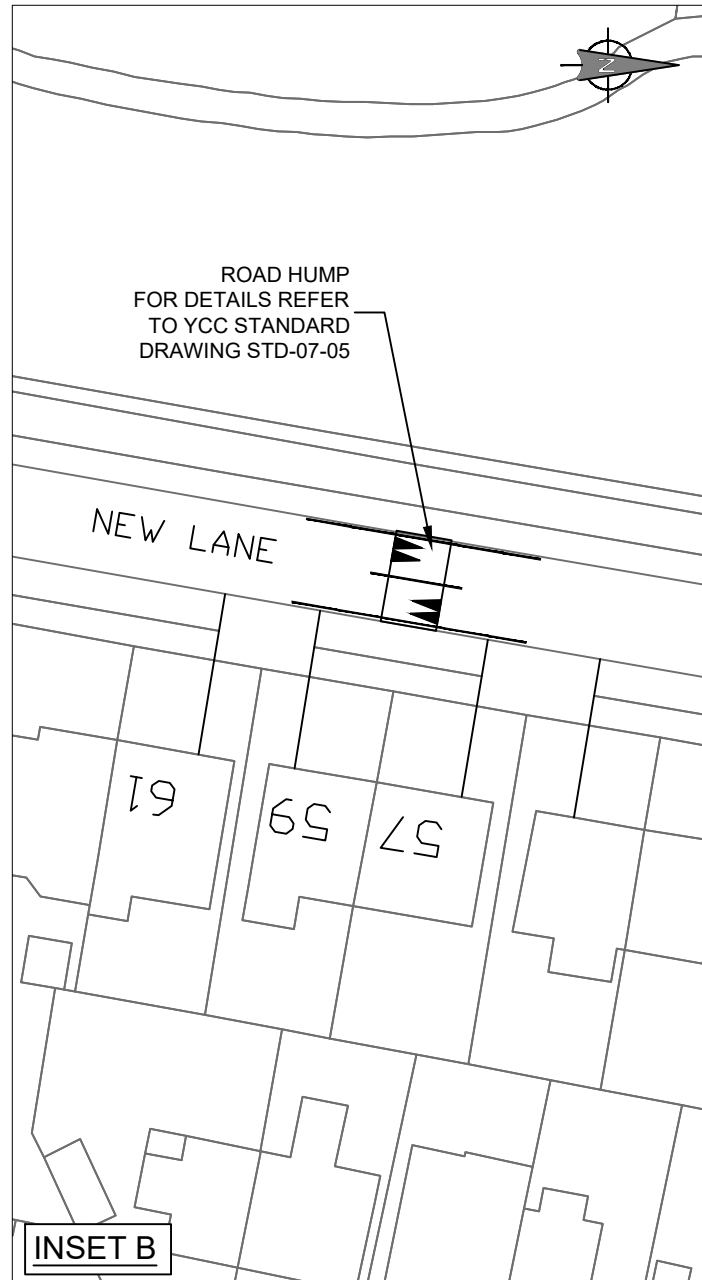 N
ROAD HUMP
FOR DETAILS REFER
TO YCC STANDARD
DRAWING STD-07-05
NEW LANE
61
59
57
INSET B